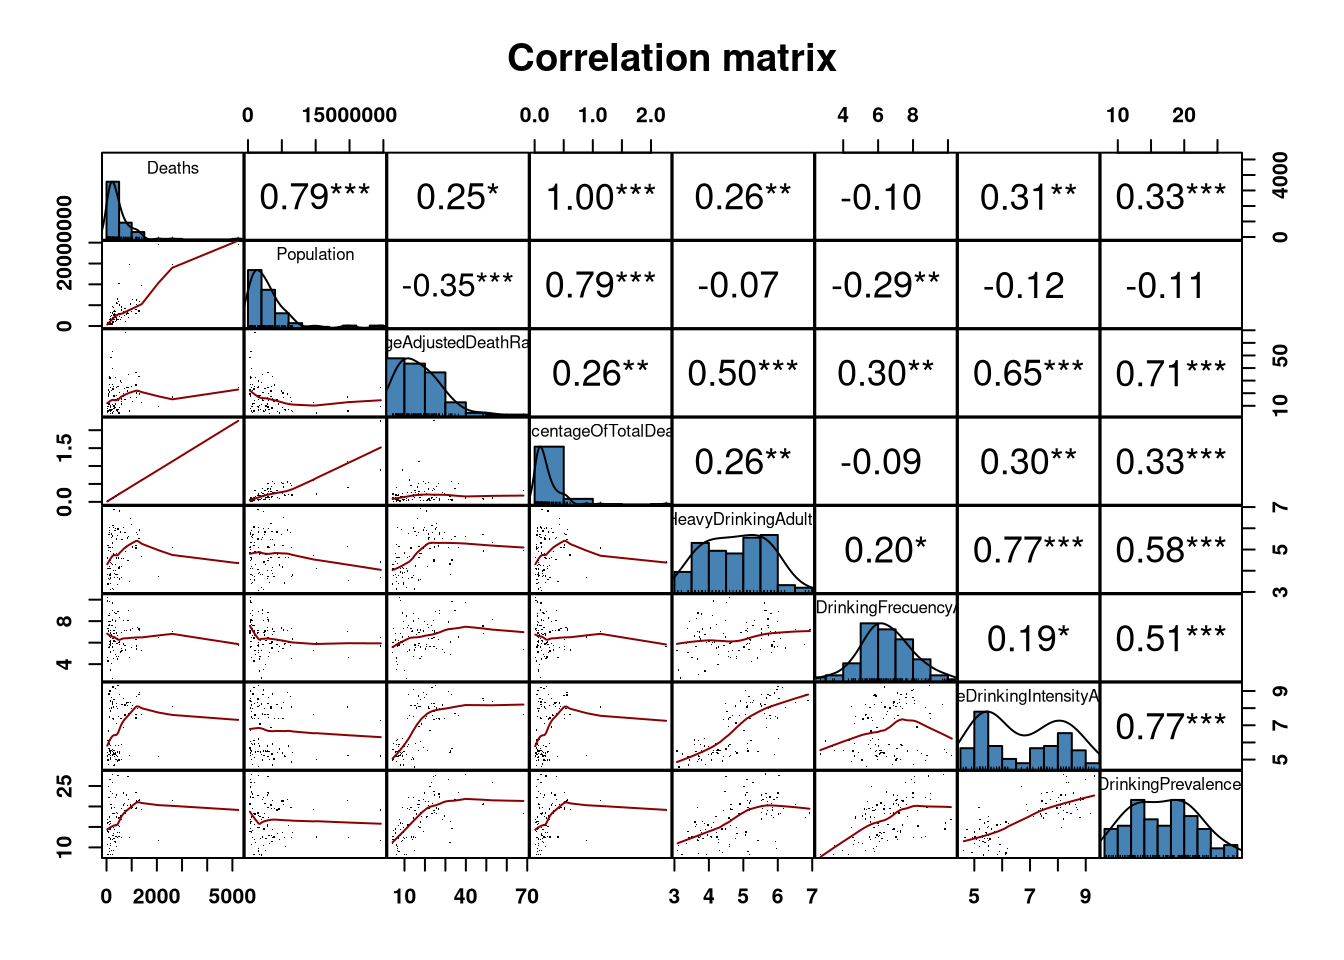 Correlation matrix
0 15000000 0.0 1.0 2.0 4 6 8 10 20
Deaths 0.79*** 0.25* 1.00*** 0.26** -0.10 0.31** 0.33*** 0 4000
0 20000000 Population -0.35*** 0.79*** -0.07 -0.29** -0.12 -0.11
geAdjustedDeathRa 0.26** 0.50*** 0.30** 0.65*** 0.71*** 10 50
0.0 1.5 centageOfTotalDea 0.26** -0.09 0.30** 0.33***
HeavyDrinkingAdult 0.20* 0.77*** 0.58*** 3 5 7
4 8 DrinkingFrecuencyA 0.19* 0.51***
eDrinkingIntensityA 0.77*** 5 7 9
10 25 DrinkingPrevalence
0 2000 5000 10 40 70 3 4 5 6 7 5 7 9